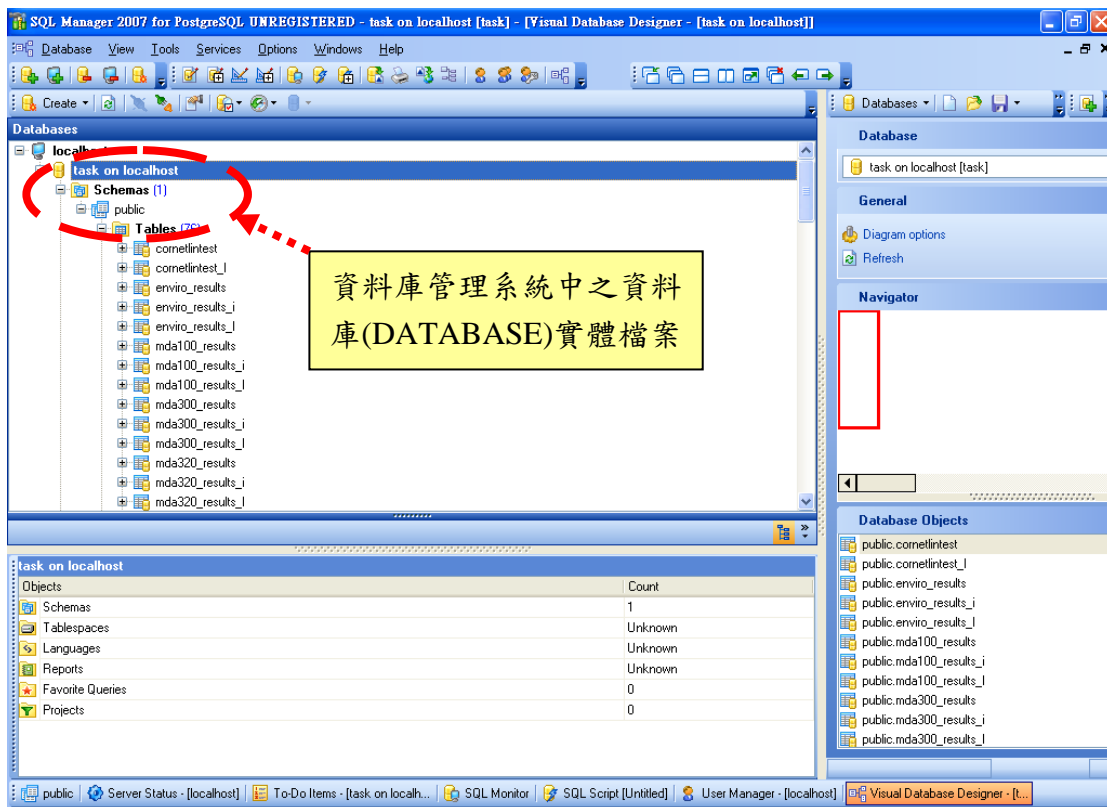 SQL Manager 2007 for PostgreSQL UNREGISTERED - task on localhost [task] - [Visual Database Designer - [task on localhost]]
Database View Tools Services Options Windows Help
Create
Databases
Databases
localhost
task on localhost
Schemas (1)
public
Tables (76)
cornetlintest
cornetlintest_l
enviro_results
enviro_results_i
enviro_results_l
mda100_results
mda100_results_i
mda100_results_l
mda300_results
mda300_results_i
mda300_results_l
mda320_results
mda320_results_i
mda320_results_l
資料庫管理系統中之資料
庫(DATABASE)實體檔案
Database
task on localhost [task]
General
Diagram options
Refresh
Navigator
Database Objects
public.cornetlintest
public.cornetlintest_l
public.enviro_results
public.enviro_results_i
public.enviro_results_l
public.mda100_results
public.mda100_results_i
public.mda100_results_l
public.mda300_results
public.mda300_results_i
public.mda300_results_l
task on localhost
Objects Count
Schemas 1
Tablespaces Unknown
Languages Unknown
Reports Unknown
Favorite Queries 0
Projects 0
public Server Status - [localhost] To-Do Items - [task on localh... SQL Monitor SQL Script [Untitled] User Manager - [localhost] Visual Database Designer - [t...